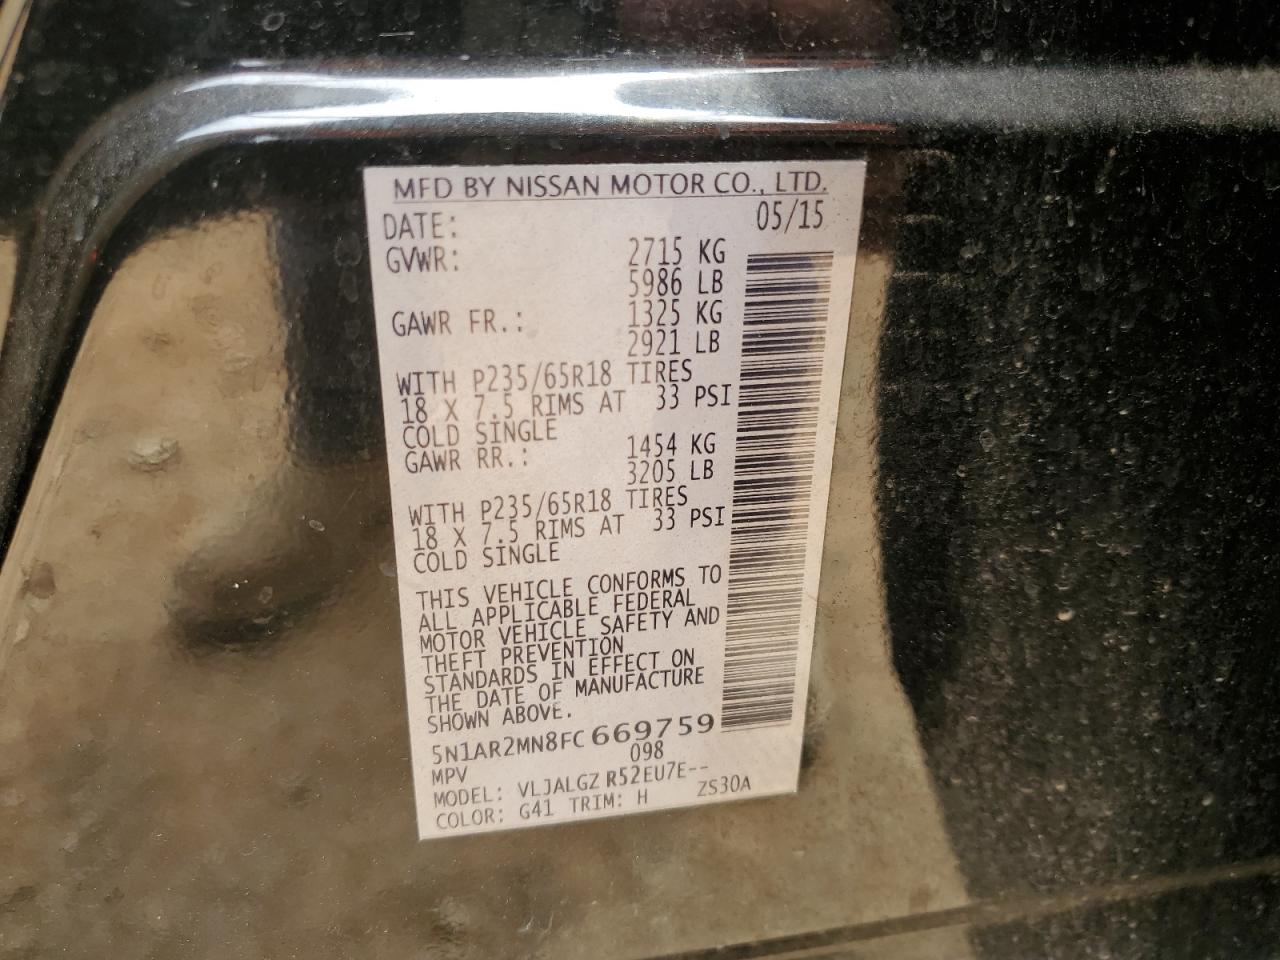 MFD BY NISSAN MOTOR CO., LTD.
DATE: 05/15
GVWR: 2715 KG
5986 LB
GAWR FR.: 1325 KG
2921 LB
WITH P235/65R18 TIRES
18 X 7.5 RIMS AT 33 PSI
COLD SINGLE
GAWR RR.: 1454 KG
3205 LB
WITH P235/65R18 TIRES
18 X 7.5 RIMS AT 33 PSI
COLD SINGLE
THIS VEHICLE CONFORMS TO
ALL APPLICABLE FEDERAL
MOTOR VEHICLE SAFETY AND
THEFT PREVENTION
STANDARDS IN EFFECT ON
THE DATE OF MANUFACTURE
SHOWN ABOVE.
5N1AR2MN8FC669759
MPV 098
MODEL: VLJALGZ R52EU7E--
COLOR: G41 TRIM: H ZS30A